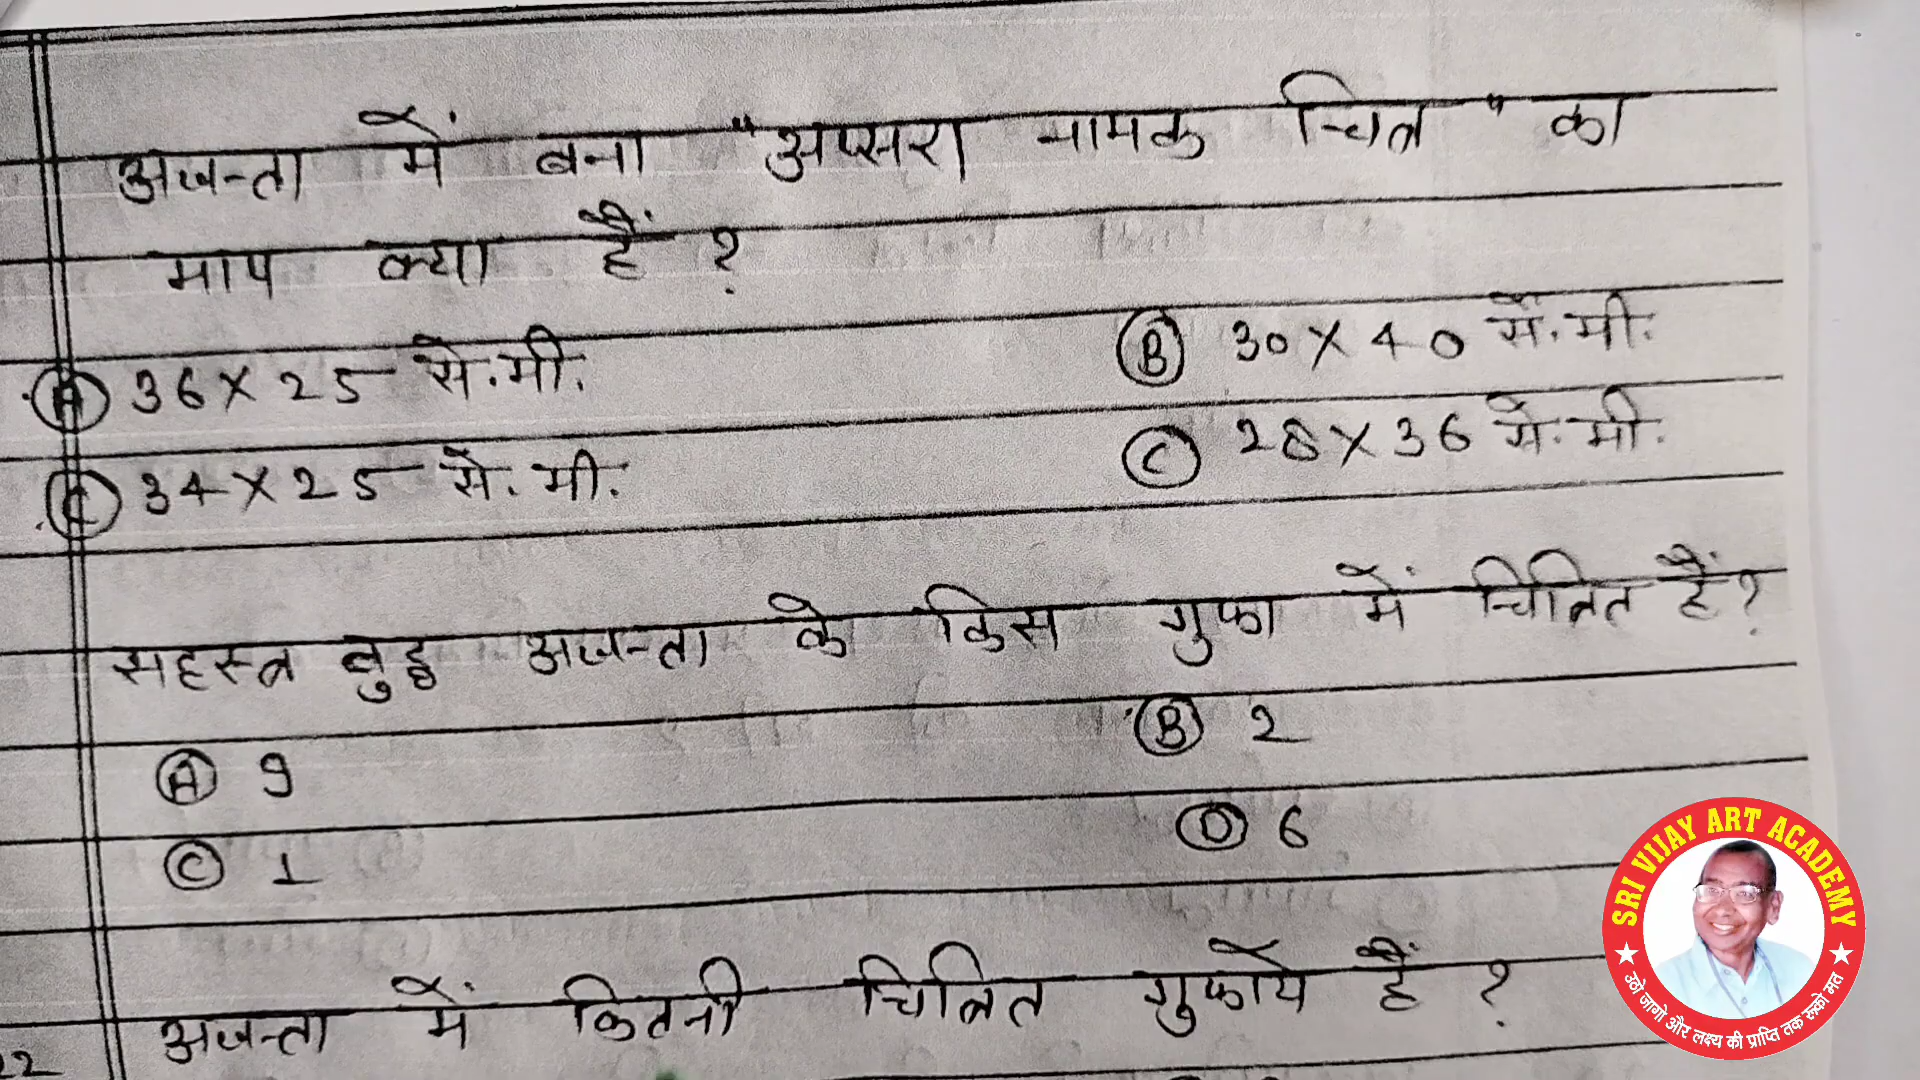 अजन्ता में बना "अप्सरा नामक चित्र" का
माप क्या हैं?
(A) 36 X 25 से.मी.
(B) 30 X 40 से.मी.
(C) 34 X 25 से.मी.
(C) 28 X 36 से.मी.
सहस्त्र बुद्ध अजन्ता के किस गुफा में चित्रित हैं?
(A) 9
(B) 2
(C) 1
(D) 6
22 अजन्ता में कितनी चित्रित गुफायें हैं?
SRI VIJAY ART ACADEMY
उठो जागो और लक्ष्य की प्राप्ति तक रूको मत